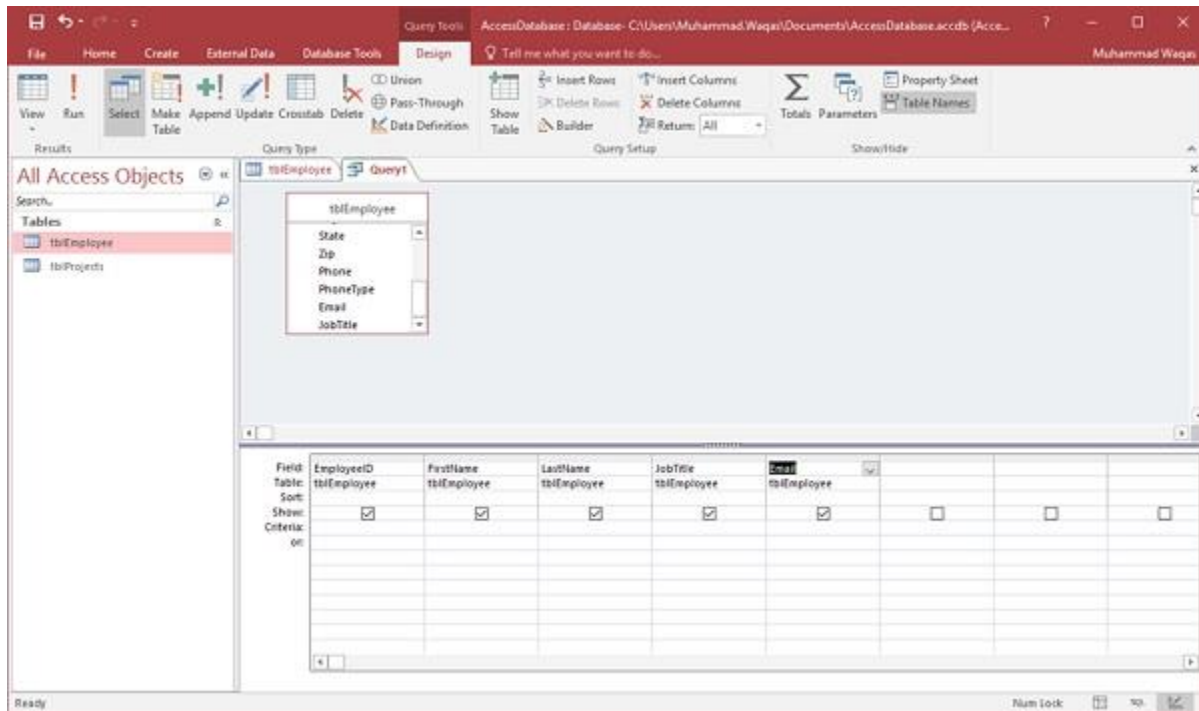 Query Tools
AccessDatabase : Database- C:\Users\Muhammad.Waqas\Documents\AccessDatabase.accdb (Acce...
?
File Home Create External Data Database Tools Design Tell me what you want to do...
Muhammad Waqas
View
Run
Select
Make Table
Append
Update
Crosstab
Delete
Union
Pass-Through
Data Definition
Show Table
Insert Rows
Delete Rows
Builder
Insert Columns
Delete Columns
Return: All
Totals
Parameters
Property Sheet
Table Names
Results
Query Type
Query Setup
Show/Hide
All Access Objects
Search...
Tables
tblEmployee
tblProjects
tblEmployee
Query1
tblEmployee
State
Zip
Phone
PhoneType
Email
JobTitle
Field: EmployeeID FirstName LastName JobTitle Email
Table: tblEmployee tblEmployee tblEmployee tblEmployee tblEmployee
Sort:
Show:
Criteria:
or:
Ready
Num Lock
SQL